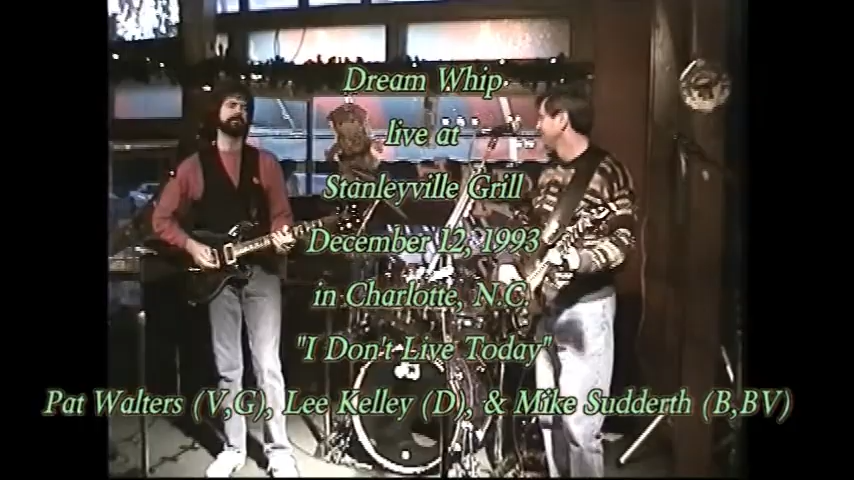 Dream Whip
live at
Stanleyville Grill
December 12, 1993
in Charlotte, N.C.
"I Don't Live Today"
Pat Walters (V,G), Lee Kelley (D), & Mike Sudderth (B,BV)